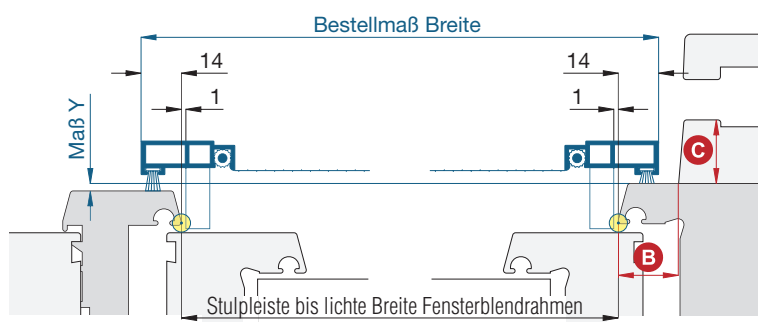 Bestellmaß Breite
14
14
1
1
Maß Y
C
B
Stulpleiste bis lichte Breite Fensterblendrahmen